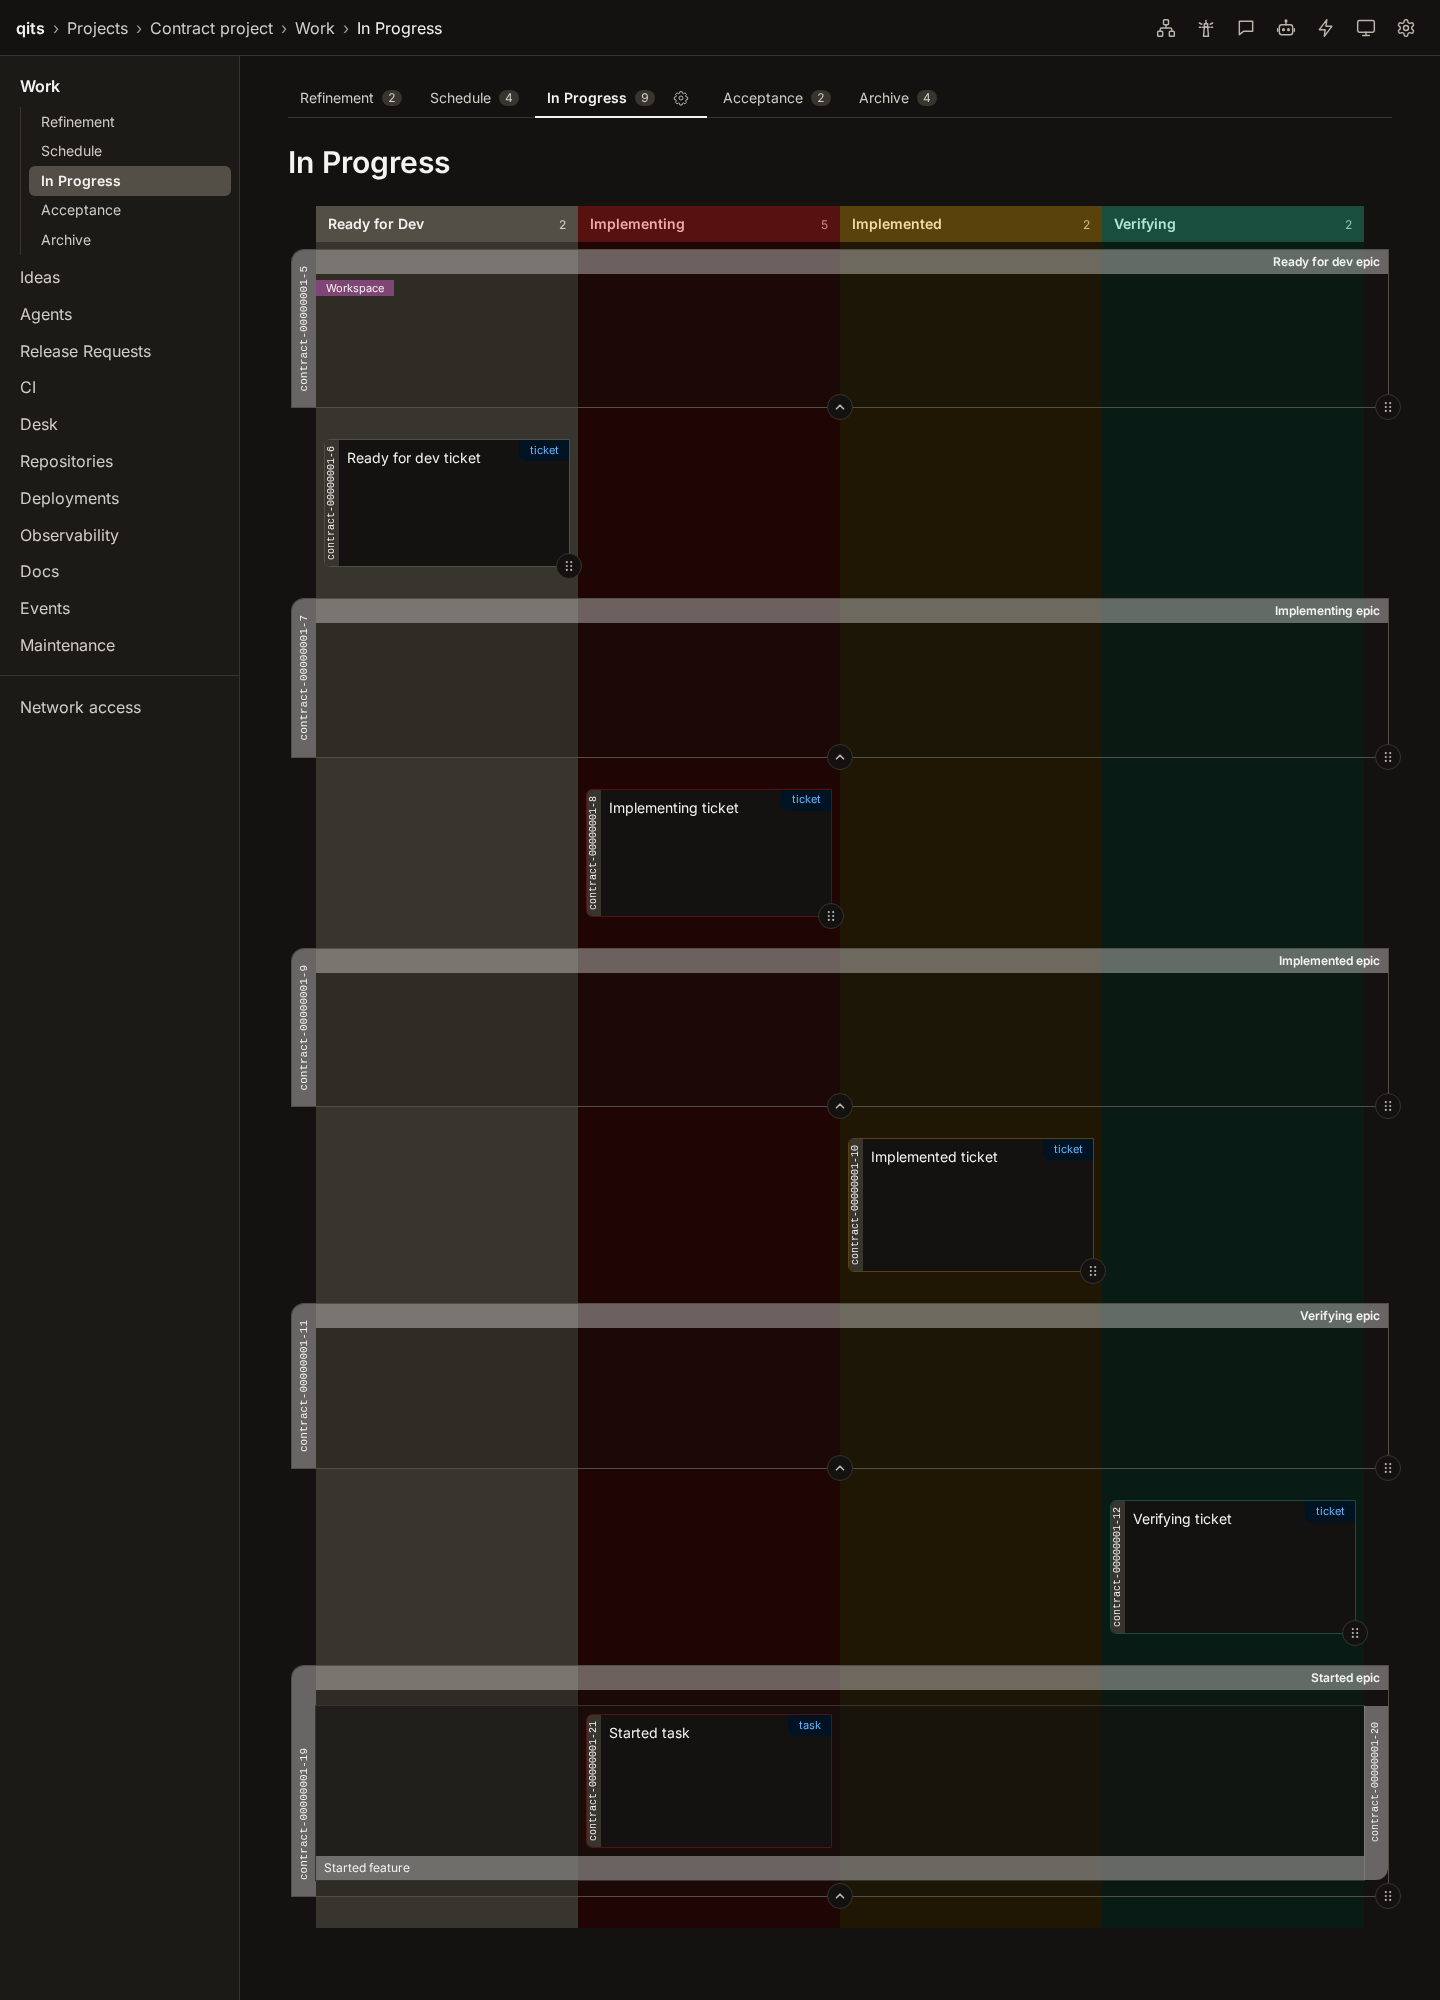 qits › Projects › Contract project › Work › In Progress
Work
Refinement
Schedule
In Progress
Acceptance
Archive
Ideas
Agents
Release Requests
CI
Desk
Repositories
Deployments
Observability
Docs
Events
Maintenance
Network access
Refinement 2 Schedule 4 In Progress 9 Acceptance 2 Archive 4
In Progress
Ready for Dev 2 Implementing 5 Implemented 2 Verifying 2
contract-00000001-5
Ready for dev epic
Workspace
contract-00000001-6
Ready for dev ticket
ticket
contract-00000001-7
Implementing epic
contract-00000001-8
Implementing ticket
ticket
contract-00000001-9
Implemented epic
contract-00000001-10
Implemented ticket
ticket
contract-00000001-11
Verifying epic
contract-00000001-12
Verifying ticket
ticket
contract-00000001-19
Started epic
contract-00000001-21
Started task
task
contract-00000001-20
Started feature